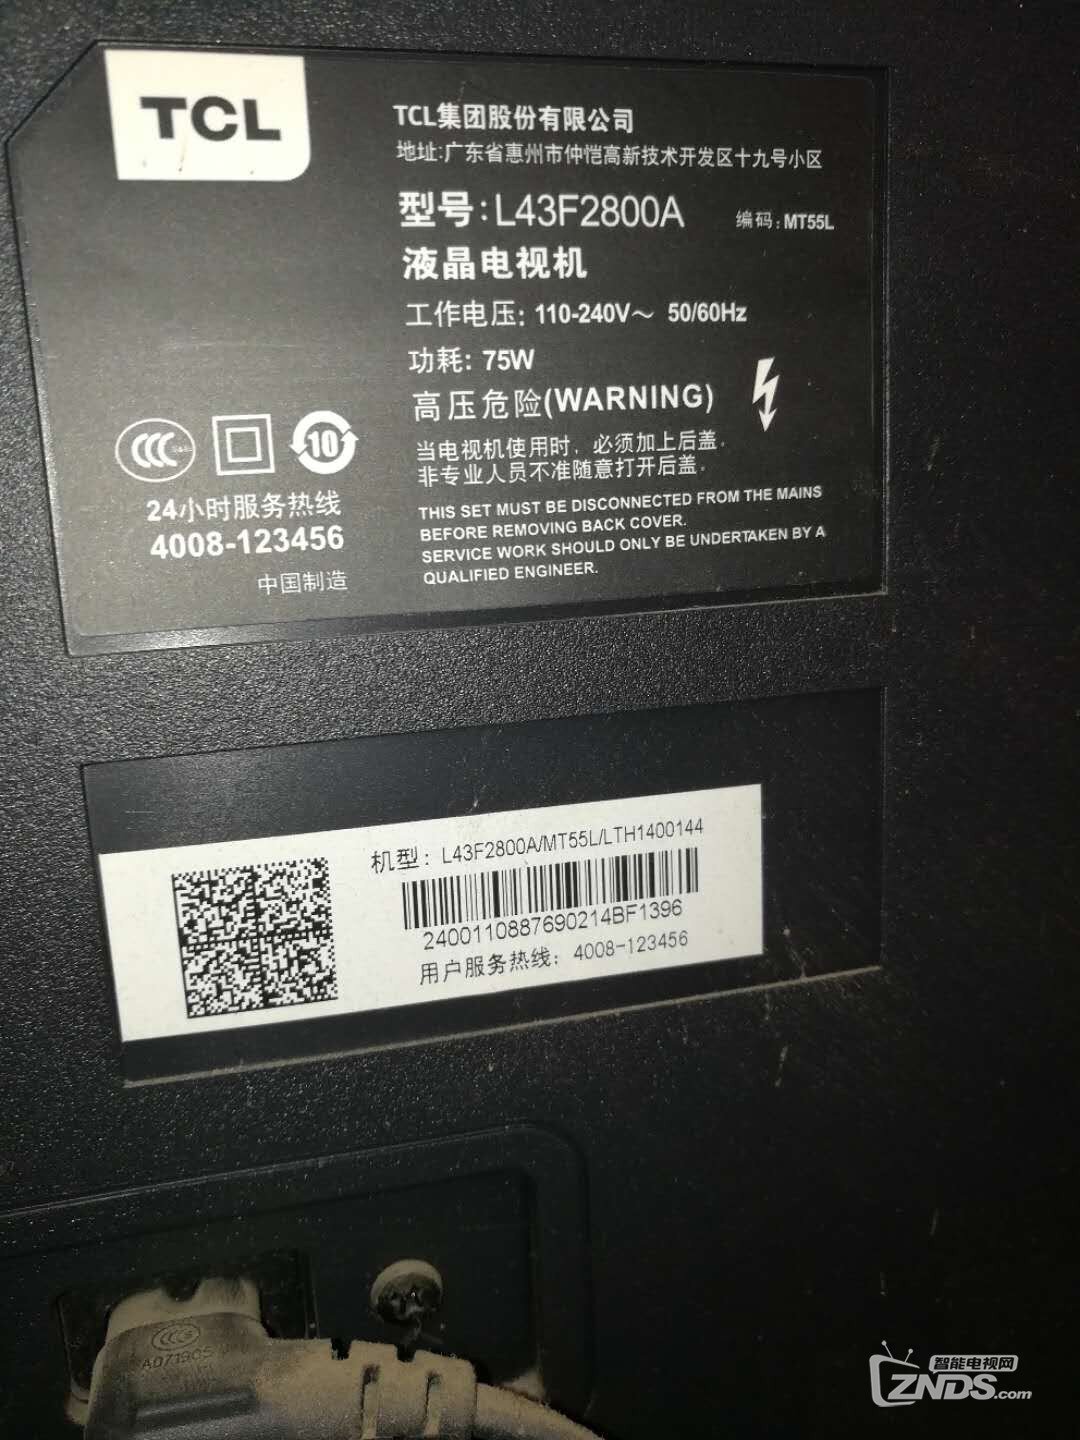 TCL
TCL集团股份有限公司
地址:广东省惠州市仲恺高新技术开发区十九号小区
型号:L43F2800A 编码:MT55L
液晶电视机
工作电压: 110-240V～ 50/60Hz
功耗: 75W
高压危险(WARNING)
当电视机使用时，必须加上后盖。
非专业人员不准随意打开后盖。
THIS SET MUST BE DISCONNECTED FROM THE MAINS
BEFORE REMOVING BACK COVER.
SERVICE WORK SHOULD ONLY BE UNDERTAKEN BY A
QUALIFIED ENGINEER.
10
24小时服务热线
4008-123456
中国制造
机型: L43F2800A/MT55L/LTH1400144
2400110887690214BF1396
用户服务热线: 4008-123456
A071905
智能电视网
ZNDS.com